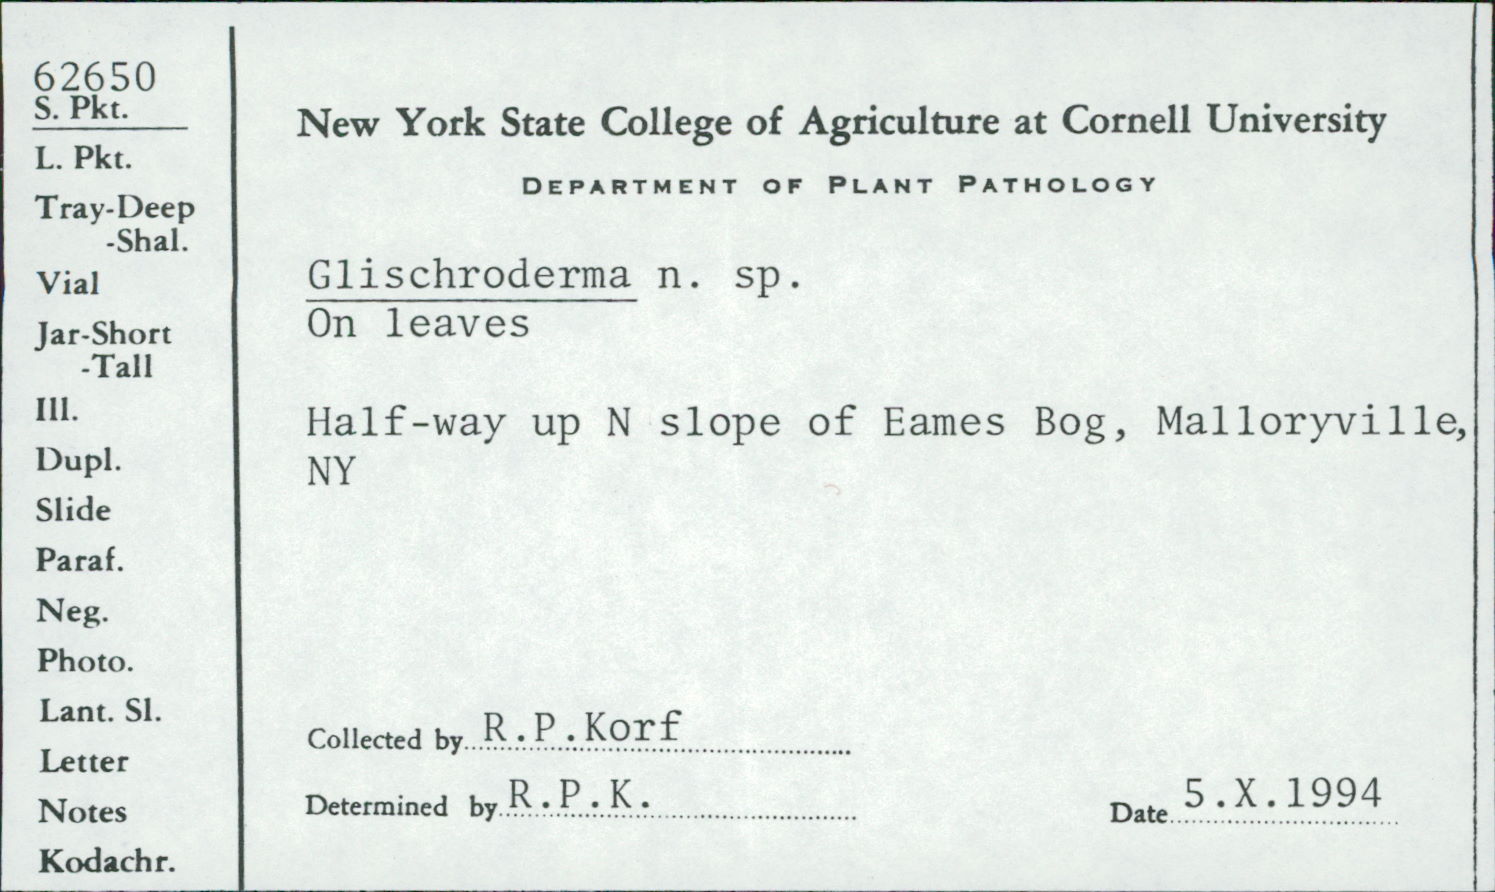 62650
S. Pkt.
L. Pkt.
Tray-Deep
-Shal.
Vial
Jar-Short
-Tall
Ill.
Dupl.
Slide
Paraf.
Neg.
Photo.
Lant. Sl.
Letter
Notes
Kodachr.
New York State College of Agriculture at Cornell University
DEPARTMENT OF PLANT PATHOLOGY
Glischroderma n. sp.
On leaves
Half-way up N slope of Eames Bog, Malloryville,
NY
Collected by R.P.Korf
Determined by R.P.K.
Date 5.X.1994